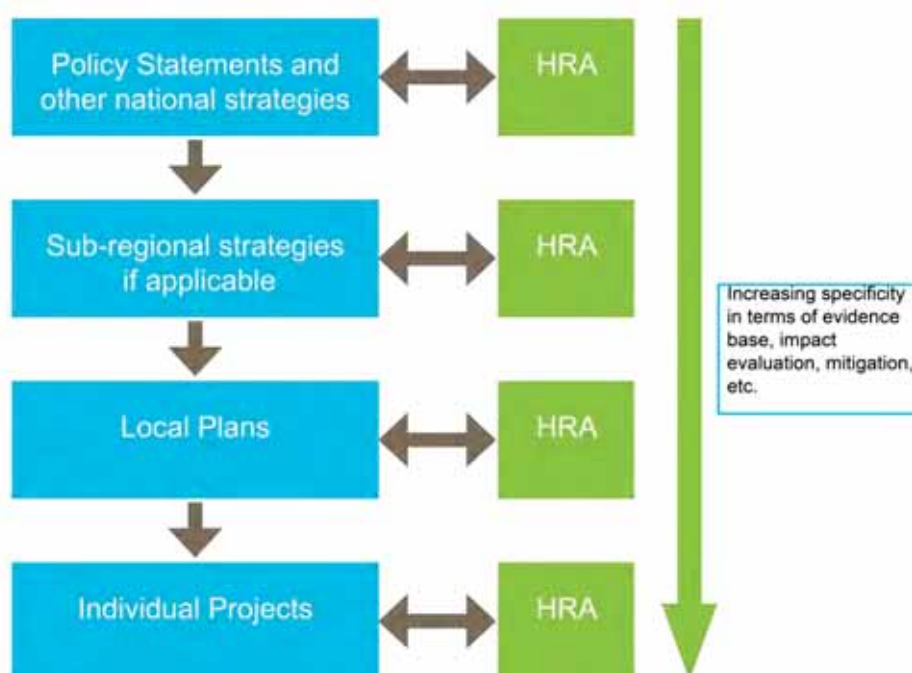 Policy Statements and
other national strategies
HRA
Sub-regional strategies
if applicable
HRA
Increasing specificity
in terms of evidence
base, impact
evaluation, mitigation,
etc.
Local Plans
HRA
Individual Projects
HRA